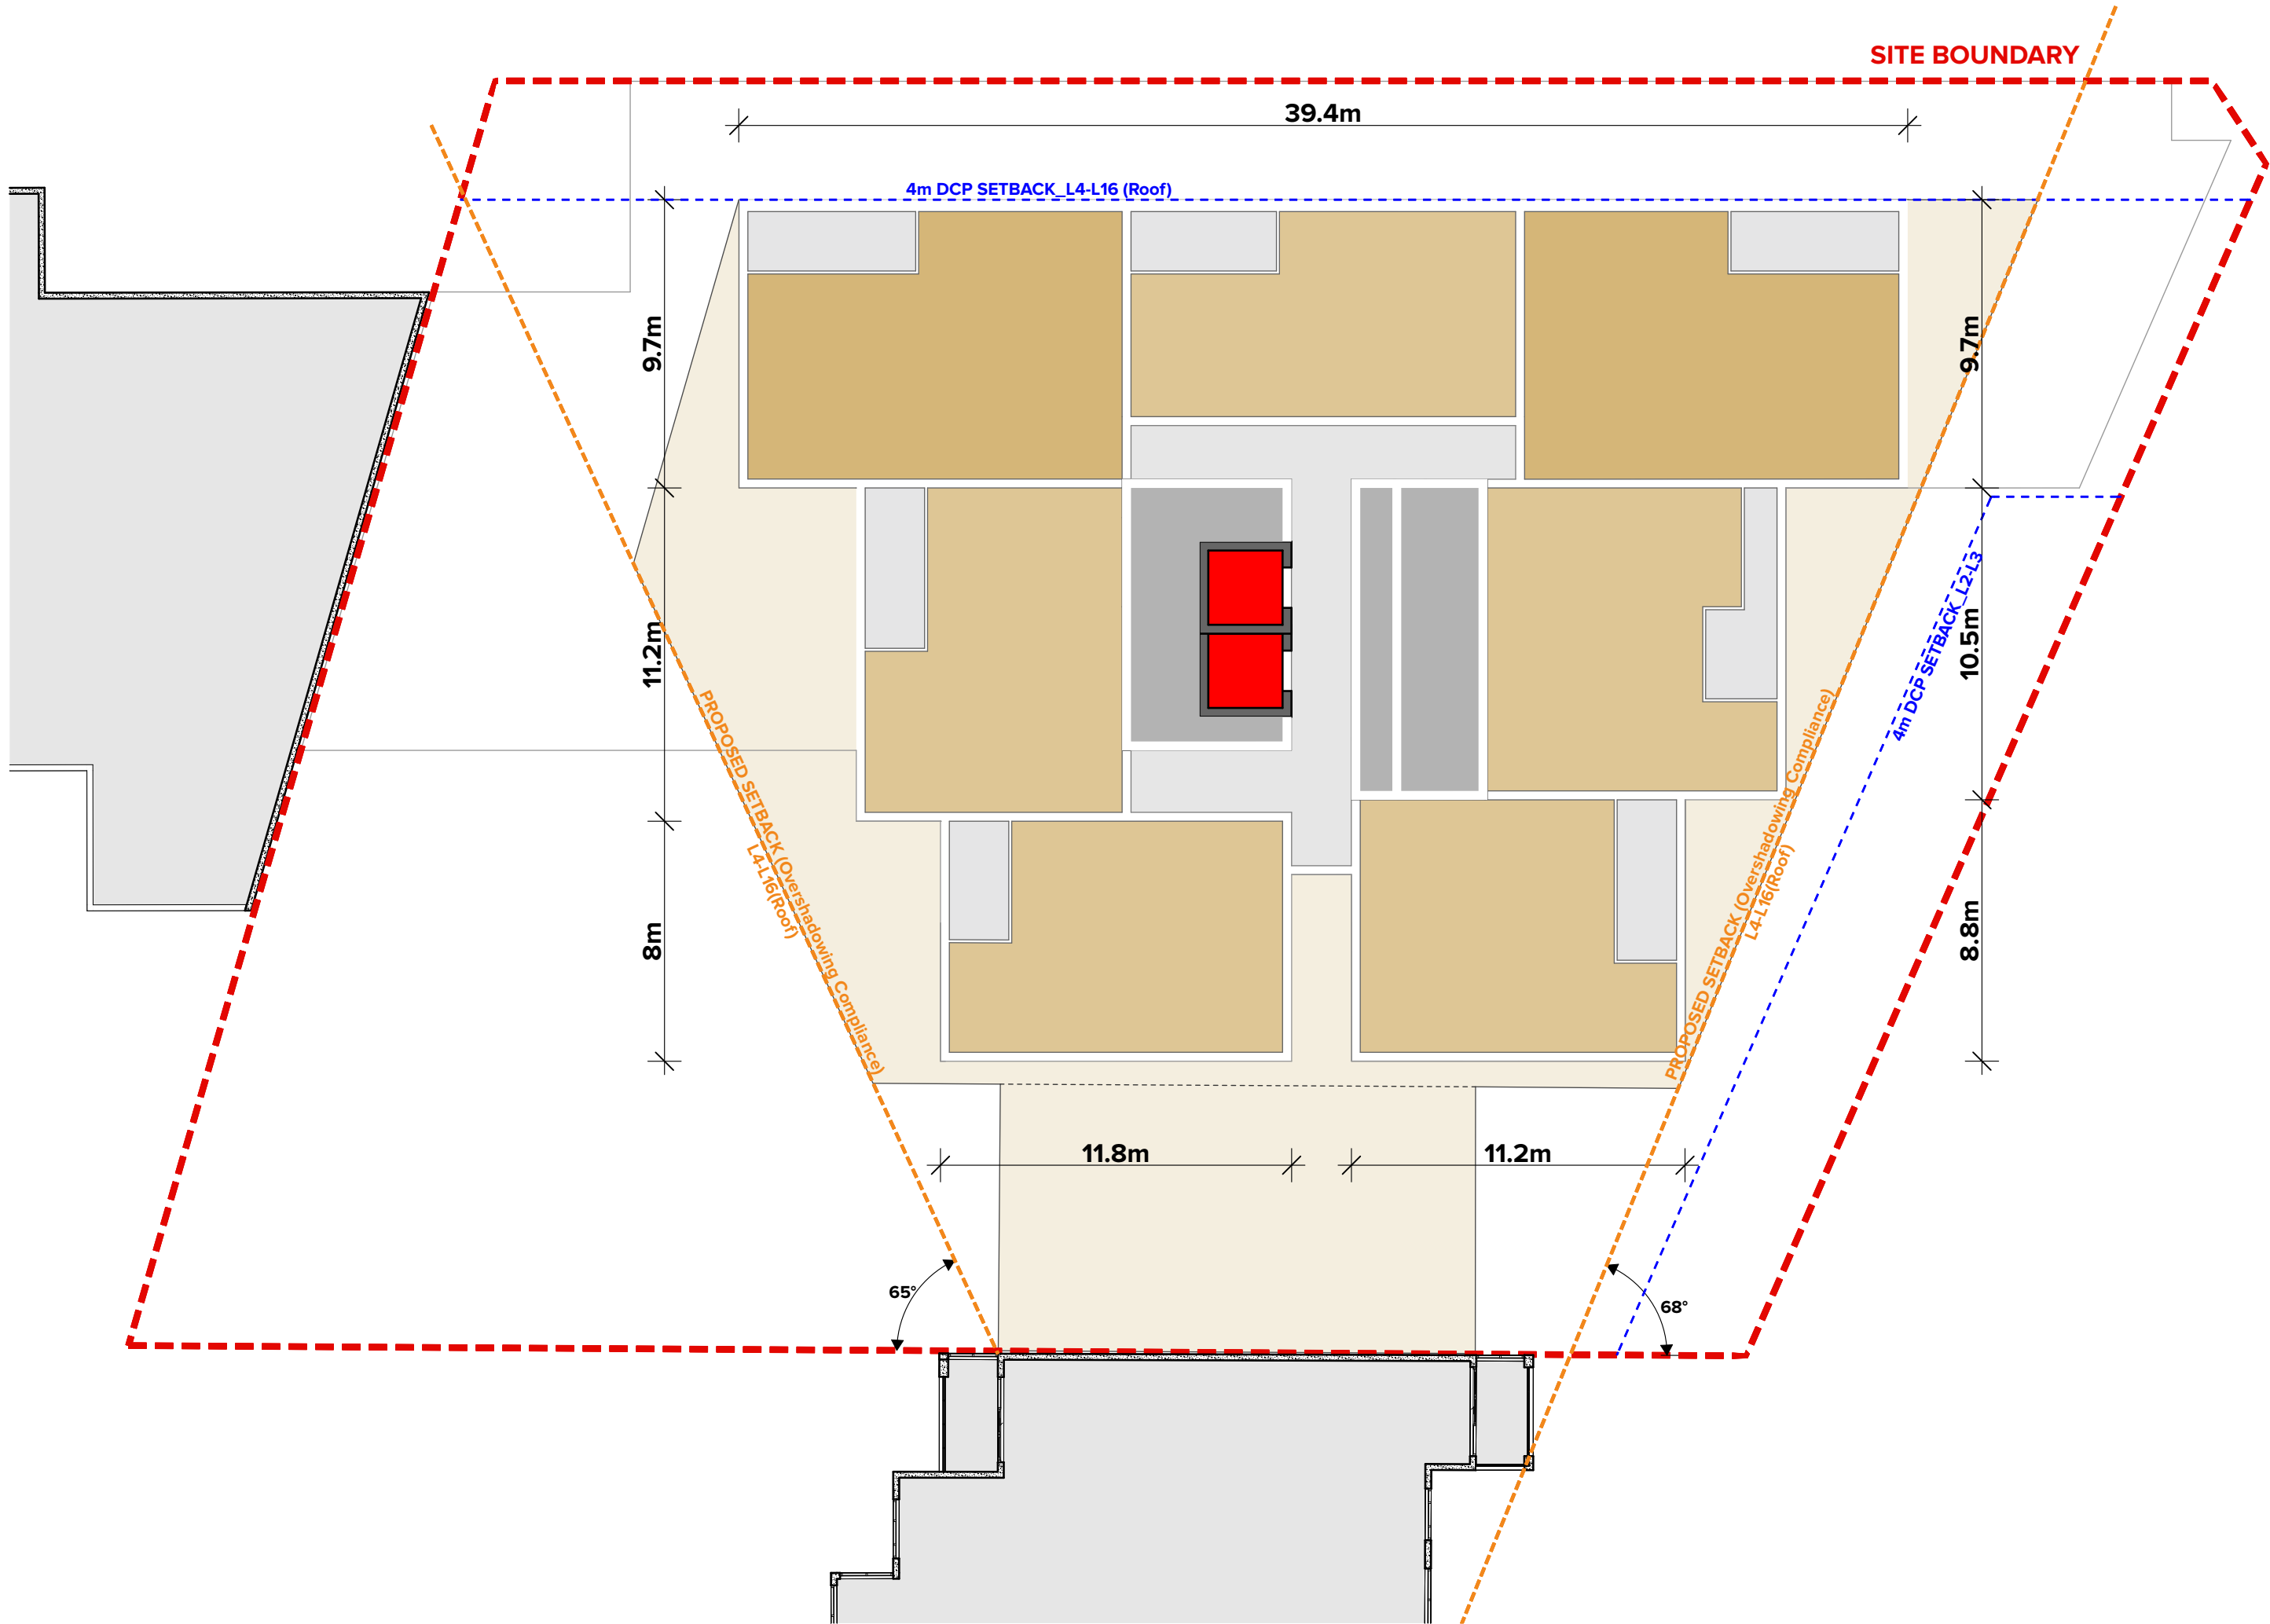 SITE BOUNDARY
39.4m
4m DCP SETBACK_L4-L16 (Roof)
9.7m
9.7m
11.2m
10.5m
4m DCP SETBACK_L2-L3
PROPOSED SETBACK (Overshadowing Compliance)
L4-L16(Roof)
PROPOSED SETBACK (Overshadowing Compliance)
L4-L16(Roof)
8m
8.8m
11.8m
11.2m
65°
68°